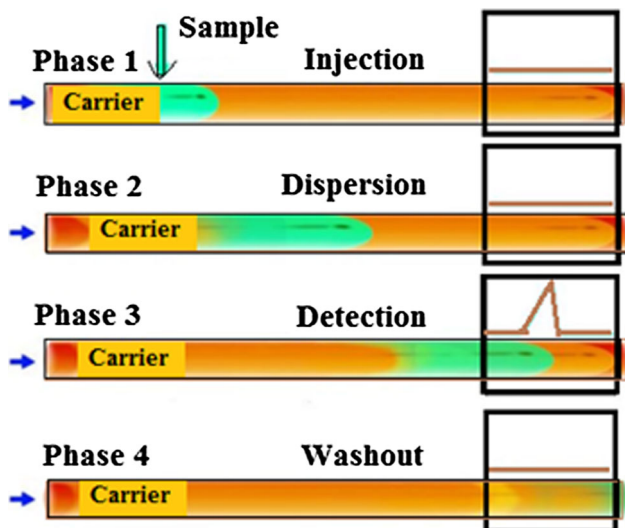 Sample
Phase 1 Injection
Carrier
Phase 2 Dispersion
Carrier
Phase 3 Detection
Carrier
Phase 4 Washout
Carrier